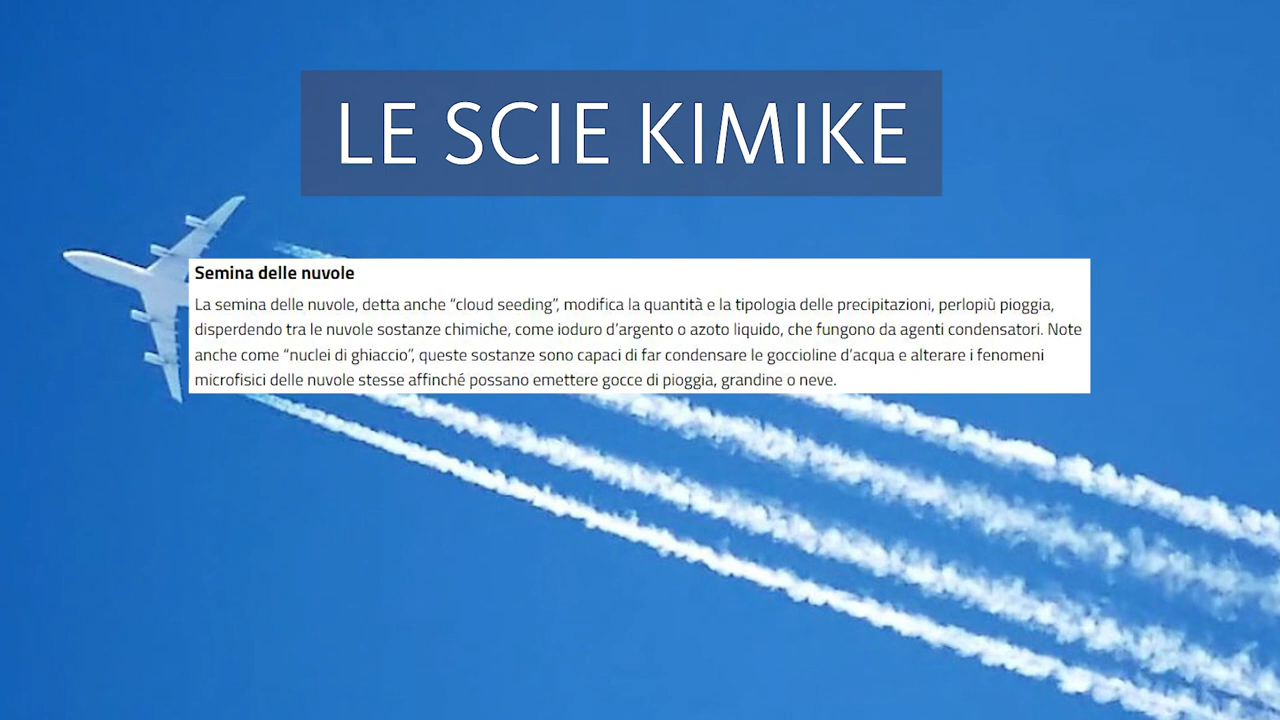 LE SCIE KIMIKE
Semina delle nuvole
La semina delle nuvole, detta anche “cloud seeding”, modifica la quantità e la tipologia delle precipitazioni, perlopiù pioggia,
disperdendo tra le nuvole sostanze chimiche, come ioduro d’argento o azoto liquido, che fungono da agenti condensatori. Note
anche come “nuclei di ghiaccio”, queste sostanze sono capaci di far condensare le goccioline d’acqua e alterare i fenomeni
microfisici delle nuvole stesse affinché possano emettere gocce di pioggia, grandine o neve.